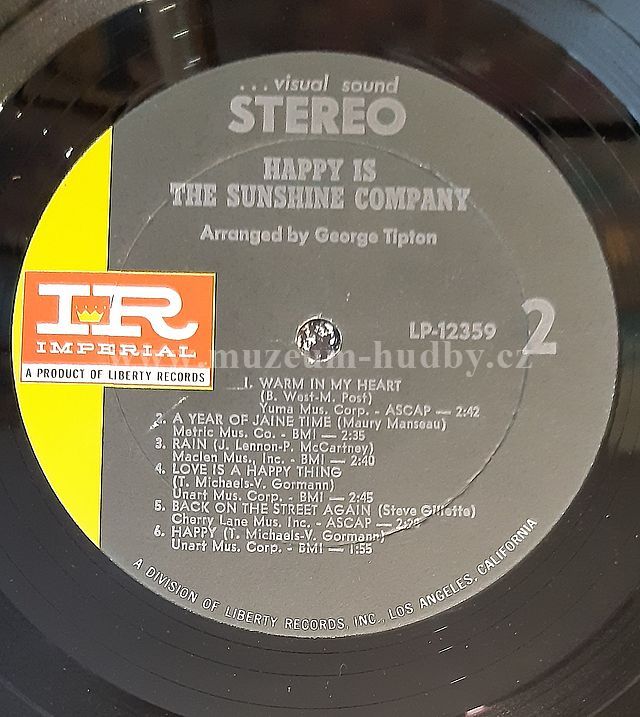 ...visual sound
STEREO
HAPPY IS
THE SUNSHINE COMPANY
Arranged by George Tipton
IR
IMPERIAL
A PRODUCT OF LIBERTY RECORDS
LP-12359
2
www.muzeum-hudby.cz
1. WARM IN MY HEART
(B. West-M. Post)
Yuma Mus. Corp. - ASCAP — 2:42
2. A YEAR OF JAINE TIME (Maury Manseau)
Metric Mus. Co. - BMI — 2:35
3. RAIN (J. Lennon-P. McCartney)
Maclen Mus., Inc. - BMI — 2:40
4. LOVE IS A HAPPY THING
(T. Michaels-V. Gormann)
Unart Mus. Corp. - BMI — 2:45
5. BACK ON THE STREET AGAIN (Steve Gillette)
Cherry Lane Mus. Inc. - ASCAP —
6. HAPPY (T. Michaels-V. Gormann)
Unart Mus. Corp. - BMI — 1:55
A DIVISION OF LIBERTY RECORDS, INC., LOS ANGELES, CALIFORNIA